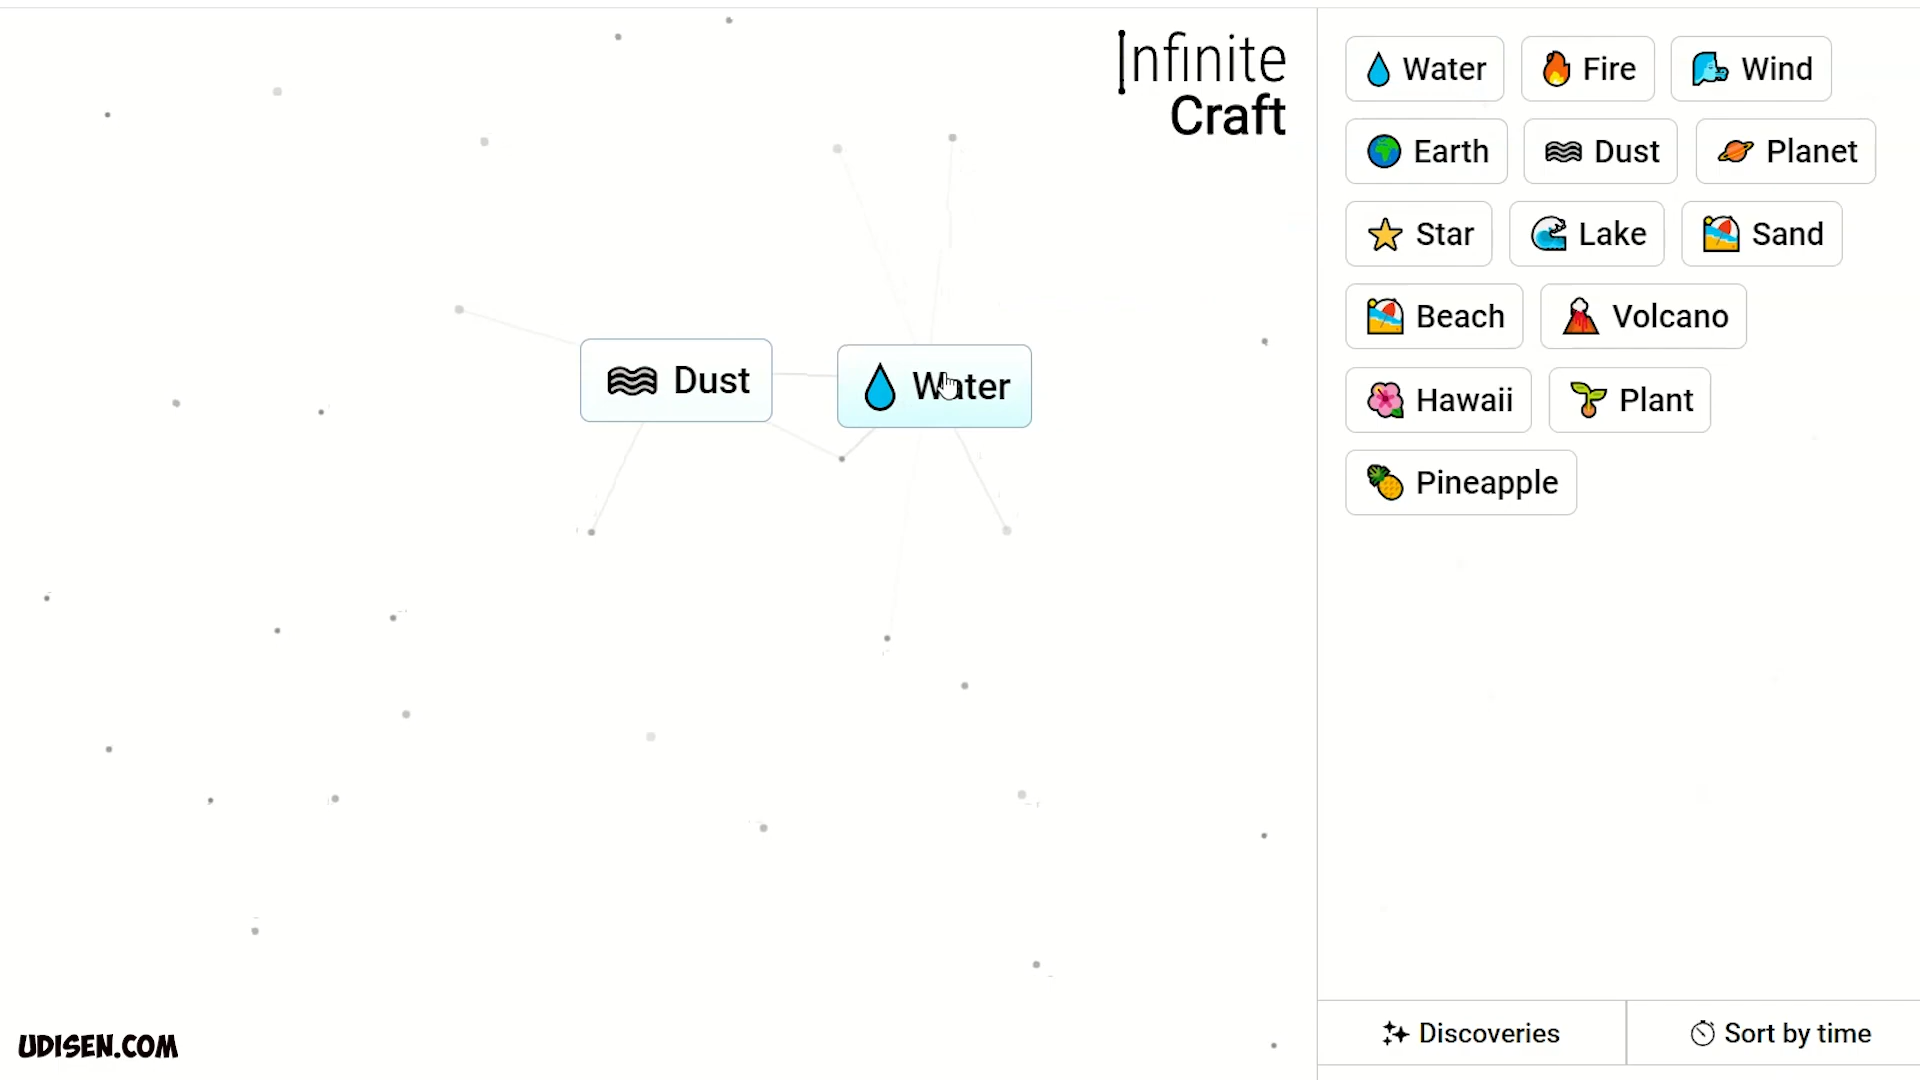 Infinite
Craft
Water Fire Wind
Earth Dust Planet
Star Lake Sand
Beach Volcano
Hawaii Plant
Pineapple
Dust Water
Discoveries Sort by time
UDISEN.COM